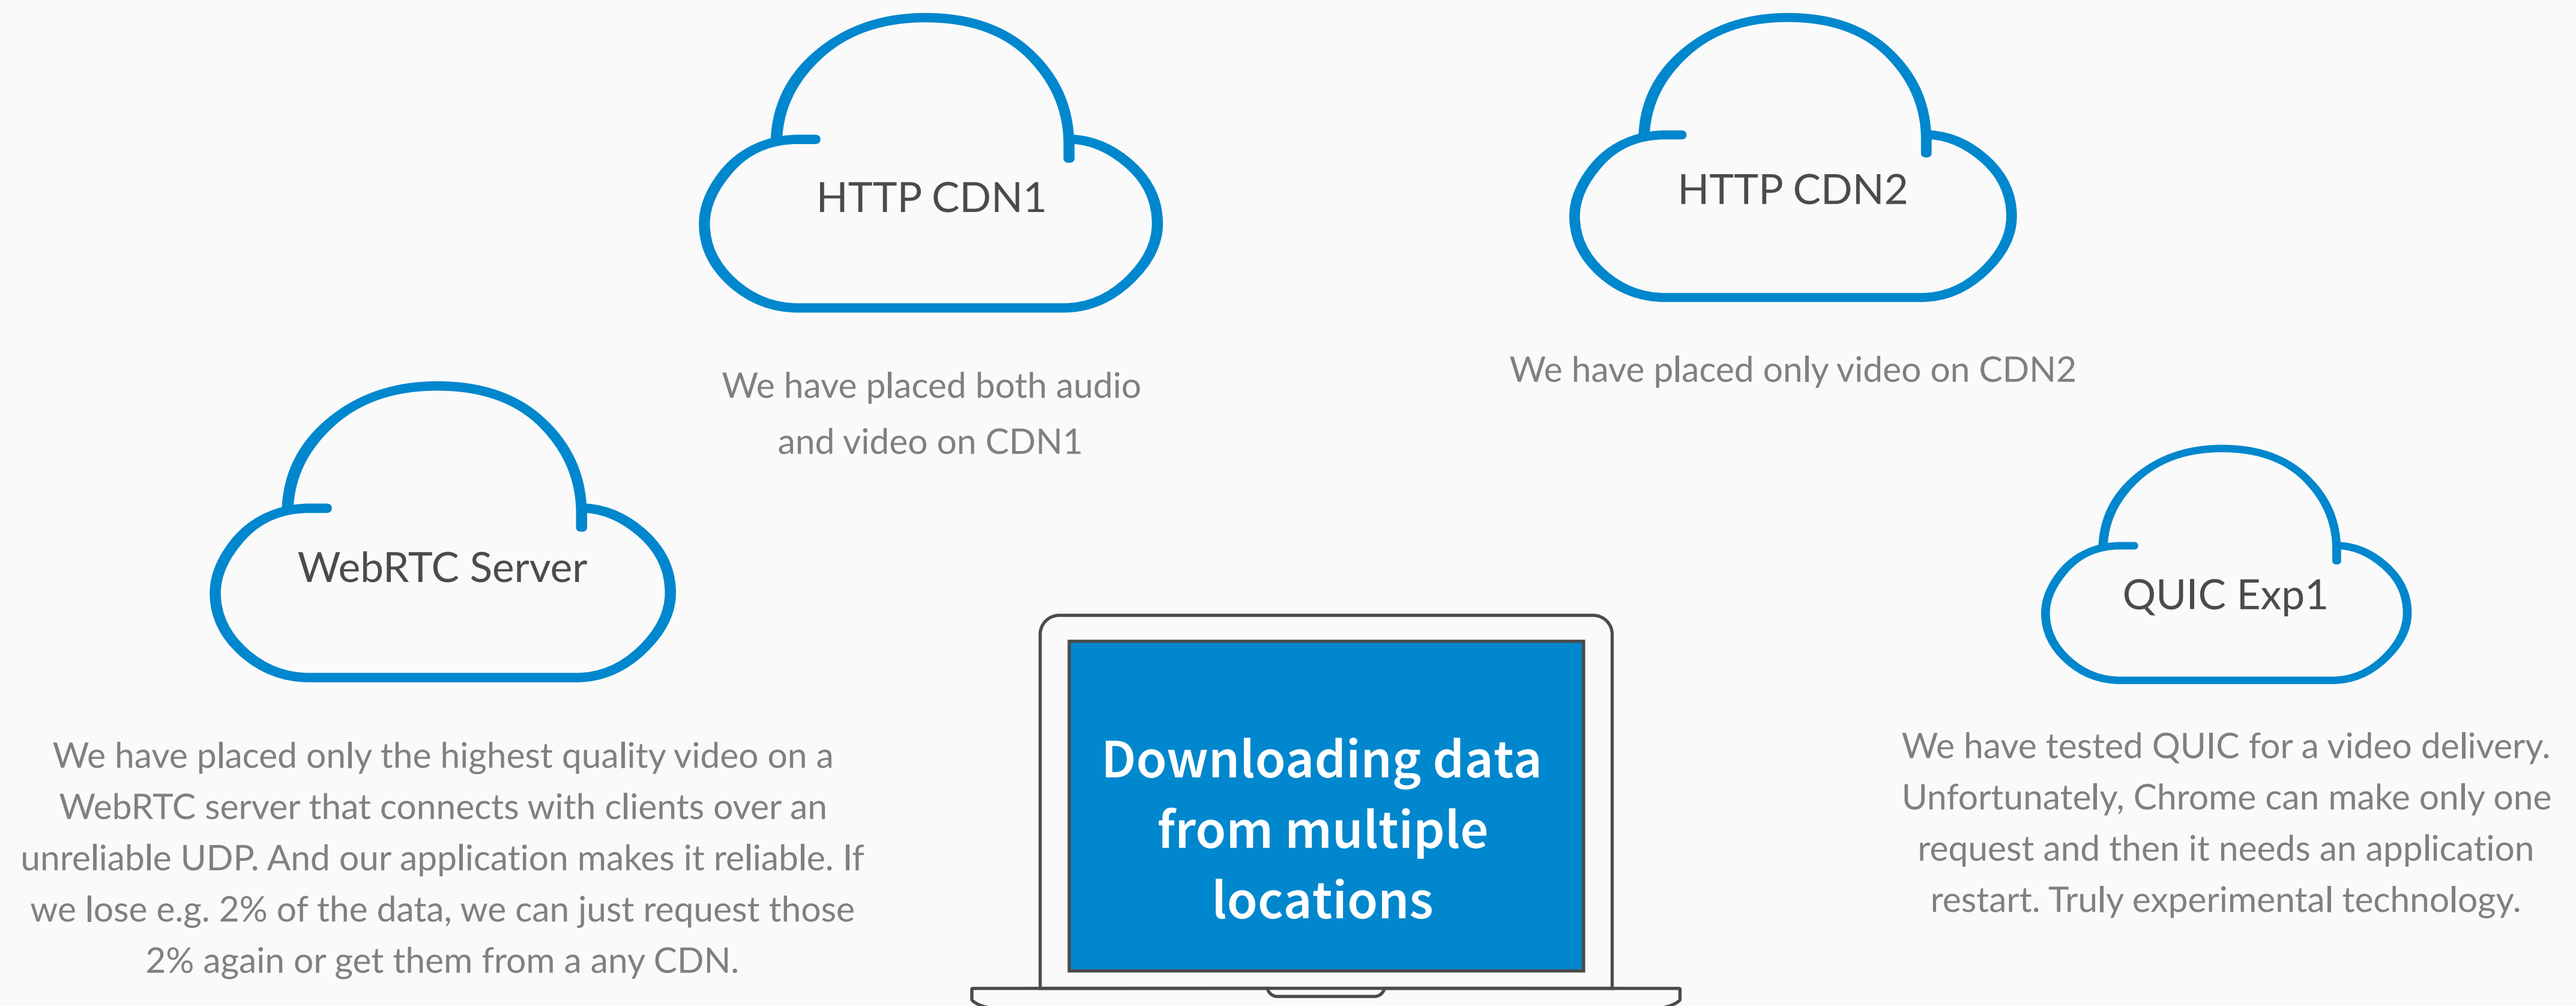 HTTP CDN1
We have placed both audio
and video on CDN1
HTTP CDN2
We have placed only video on CDN2
WebRTC Server
We have placed only the highest quality video on a
WebRTC server that connects with clients over an
unreliable UDP. And our application makes it reliable. If
we lose e.g. 2% of the data, we can just request those
2% again or get them from a any CDN.
Downloading data
from multiple
locations
QUIC Exp1
We have tested QUIC for a video delivery.
Unfortunately, Chrome can make only one
request and then it needs an application
restart. Truly experimental technology.